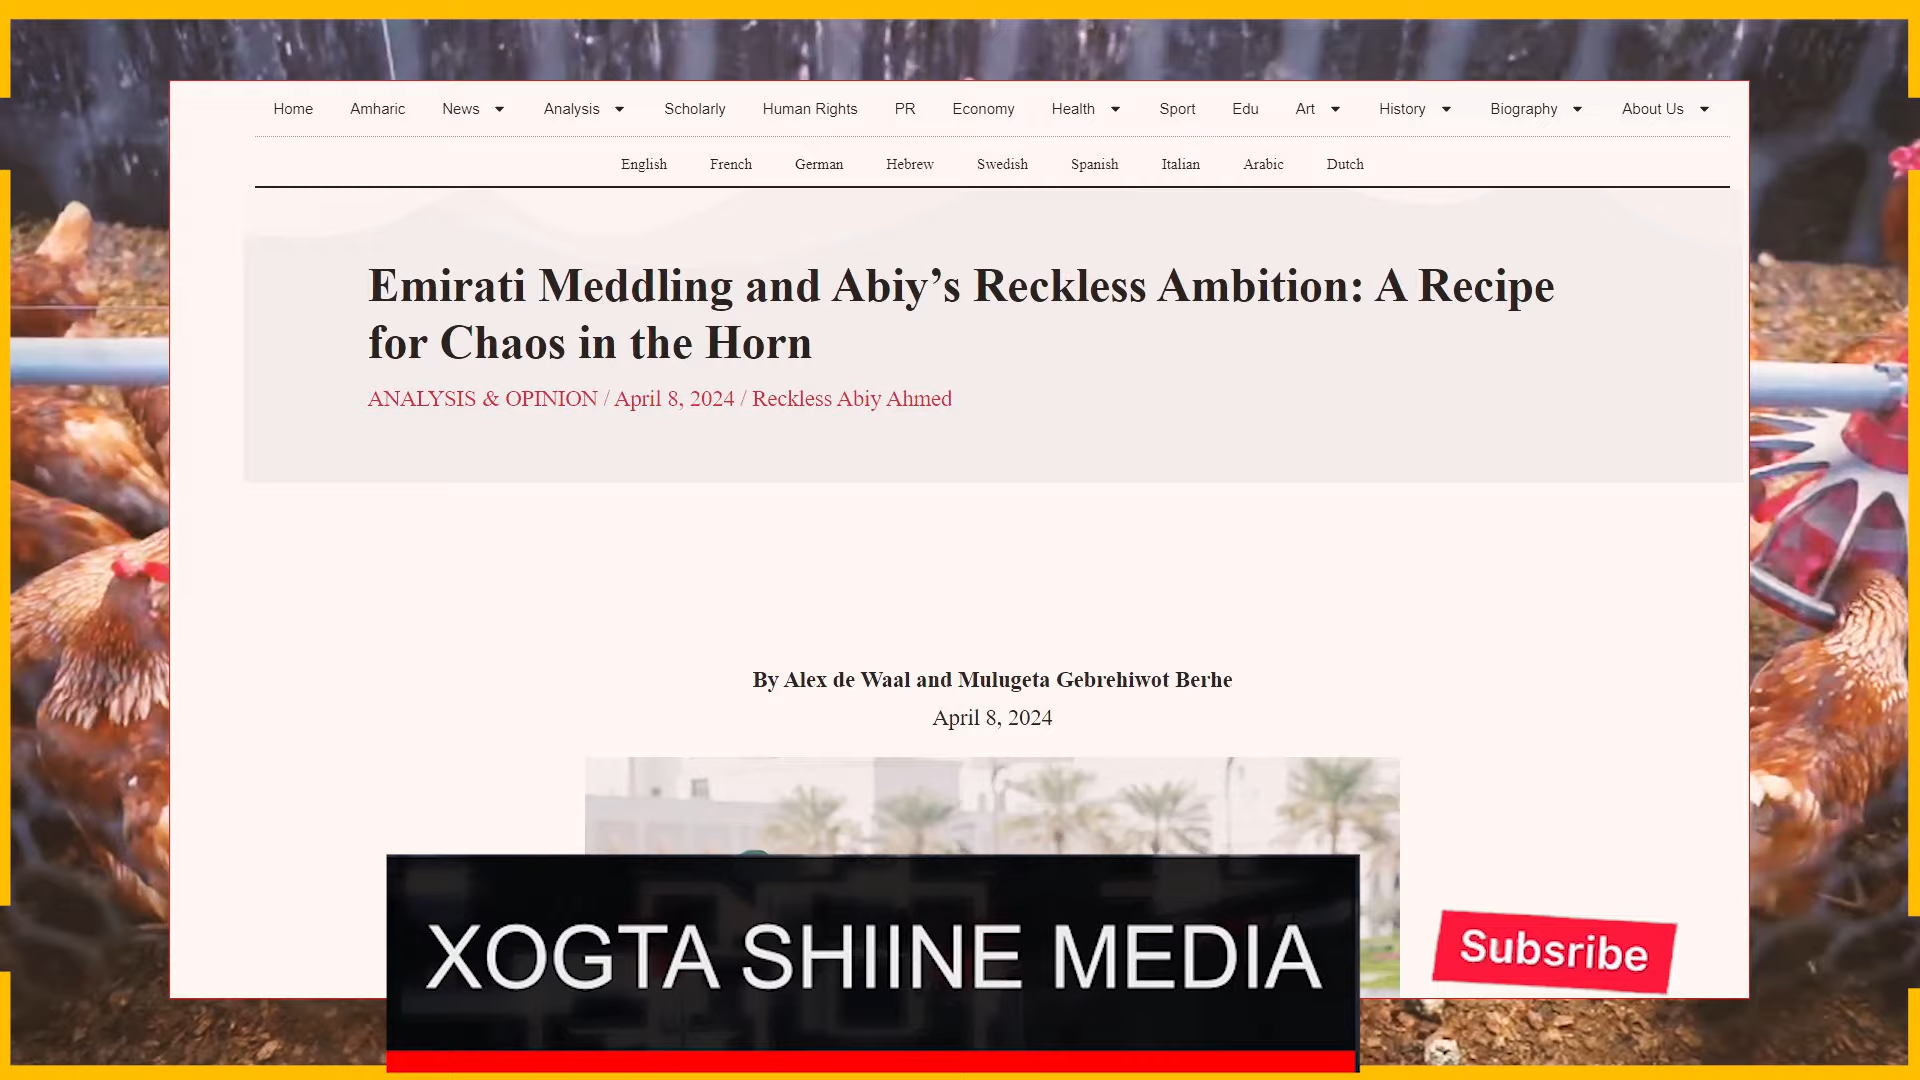 Home Amharic News Analysis Scholarly Human Rights PR Economy Health Sport Edu Art History Biography About Us
English French German Hebrew Swedish Spanish Italian Arabic Dutch
Emirati Meddling and Abiy’s Reckless Ambition: A Recipe
for Chaos in the Horn
ANALYSIS & OPINION / April 8, 2024 / Reckless Abiy Ahmed
By Alex de Waal and Mulugeta Gebrehiwot Berhe
April 8, 2024
XOGTA SHIINE MEDIA
Subsribe